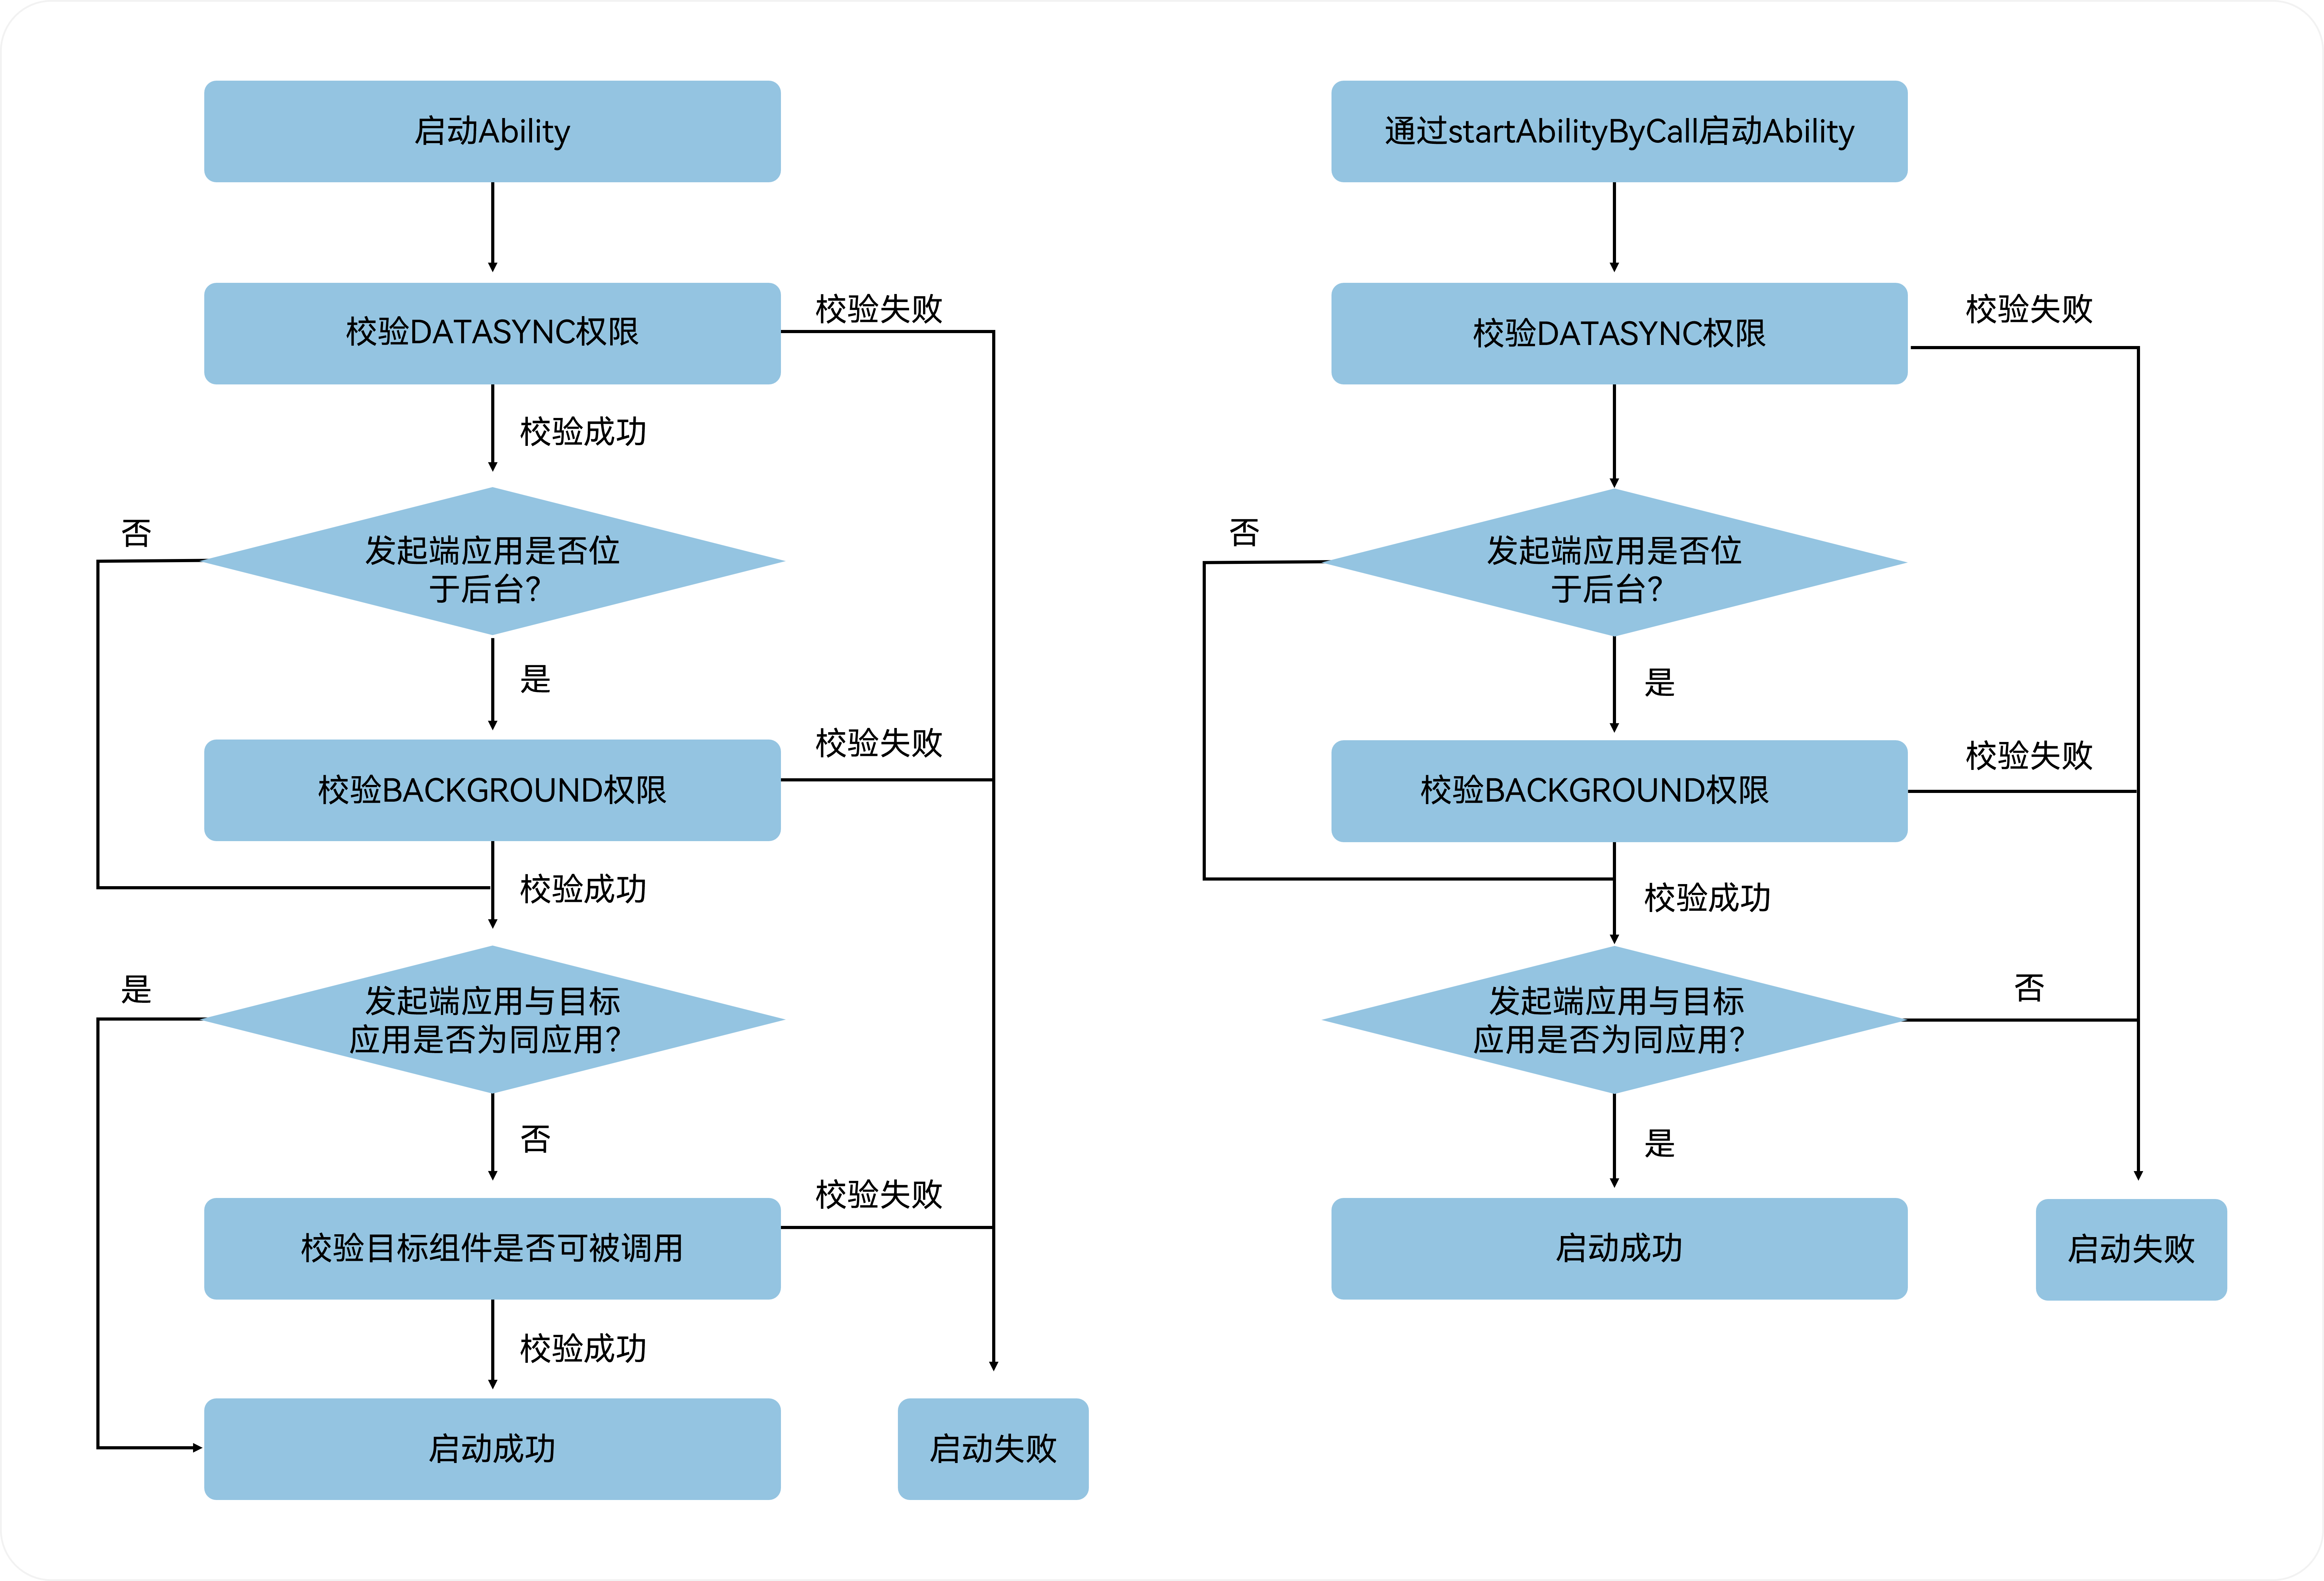 启动Ability
校验DATASYNC权限
校验失败
校验成功
否
发起端应用是否位
于后台？
是
校验BACKGROUND权限
校验失败
校验成功
是
发起端应用与目标
应用是否为同应用？
否
校验目标组件是否可被调用
校验失败
校验成功
启动成功
启动失败
通过startAbilityByCall启动Ability
校验DATASYNC权限
校验失败
否
发起端应用是否位
于后台？
是
校验BACKGROUND权限
校验失败
校验成功
发起端应用与目标
应用是否为同应用？
否
是
启动成功
启动失败